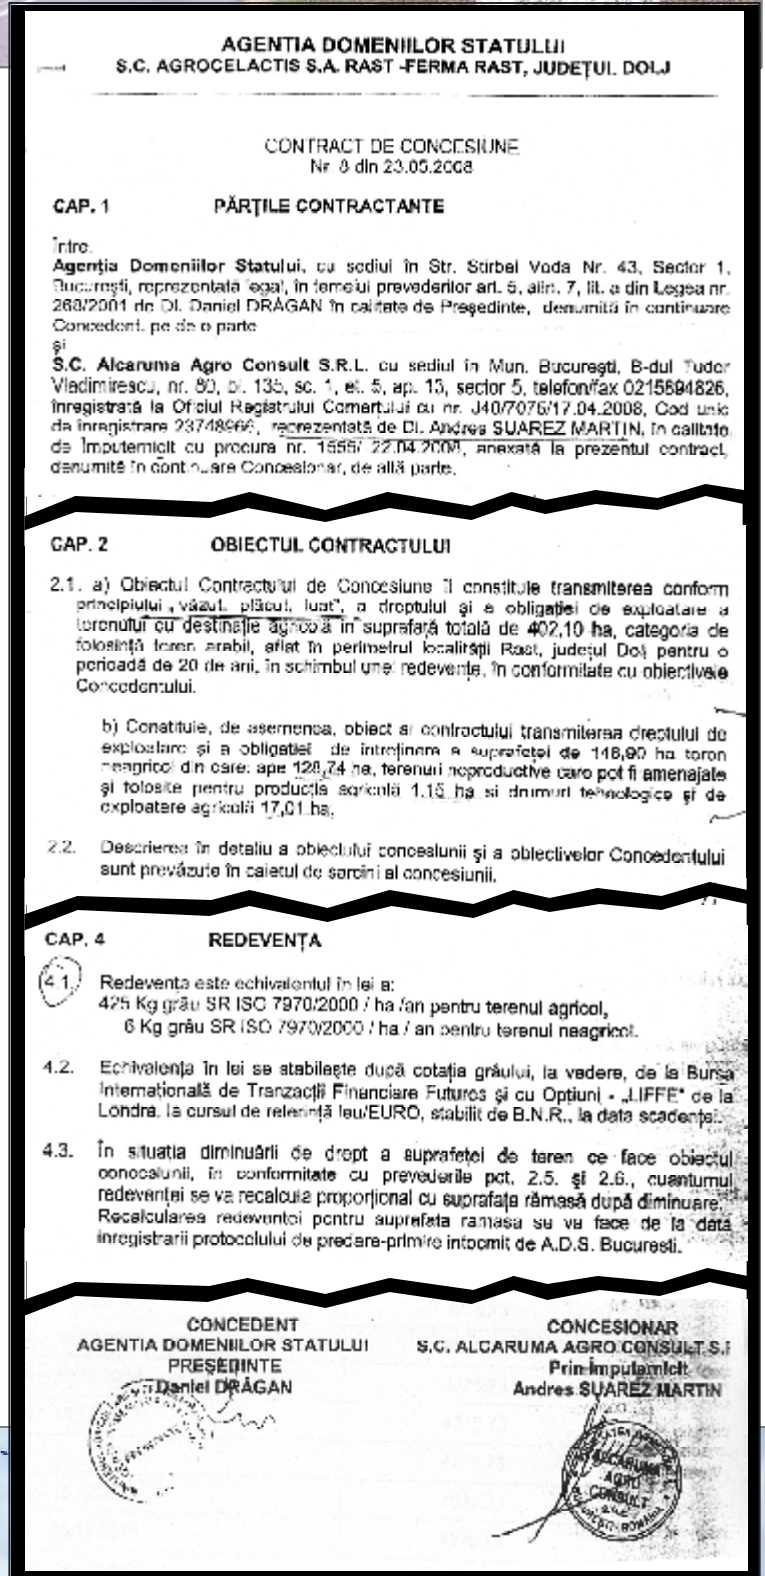 AGENTIA DOMENIILOR STATULUI
S.C. AGROCELACTIS S.A. RAST -FERMA RAST, JUDEŢUL DOLJ
CONTRACT DE CONCESIUNE
Nr. 8 din 23.05.2008
CAP. 1 PĂRŢILE CONTRACTANTE
Între.
Agenţia Domeniilor Statului, cu sediul în Str. Stirbei Voda Nr. 43, Sector 1,
Bucureşti, reprezentată legal, în temeiul prevederilor art. 5, alin. 7, lit. a din Legea nr.
268/2001 de Dl. Daniel DRĂGAN în calitate de Preşedinte, denumită în continuare
Concedent, pe de o parte
şi
S.C. Alcaruma Agro Consult S.R.L. cu sediul în Mun. Bucureşti, B-dul Tudor
Vladimirescu, nr. 80, bl. 135, sc. 1, et. 5, ap. 13, sector 5, telefon/fax 0215694826,
înregistrată la Oficiul Registrului Comerţului cu nr. J40/7076/17.04.2008, Cod unic
de înregistrare 23748966, reprezentată de Dl. Andres SUAREZ MARTIN, în calitate
de Împuternicit cu procura nr. 1555/ 22.04.2008, anexată la prezentul contract,
denumită în continuare Concesionar, de altă parte.
CAP. 2 OBIECTUL CONTRACTULUI
2.1. a) Obiectul Contractului de Concesiune îl constituie transmiterea conform
principiului „văzut, plăcut, luat”, a dreptului şi a obligaţiei de exploatare a
terenului cu destinaţie agricolă în suprafaţă totală de 402,10 ha, categoria de
folosinţă teren arabil, aflat în perimetrul localităţii Rast, judeţul Dolj pentru o
perioadă de 20 de ani, în schimbul unei redevenţe, în conformitate cu obiectivele
Concedentului.
b) Constituie, de asemenea, obiect al contractului transmiterea dreptului de
exploatare şi a obligaţiei de întreţinere a suprafeţei de 146,90 ha teren
neagricol din care: ape 128,74 ha, terenuri neproductive care pot fi amenajate
şi folosite pentru producţia agricolă 1.15 ha si drumuri tehnologice şi de
exploatare agricolă 17,01 ha.
2.2. Descrierea în detaliu a obiectului concesiunii şi a obiectivelor Concedentului
sunt prevăzute în caietul de sarcini al concesiunii.
CAP. 4 REDEVENŢA
4.1. Redeventa este echivalentul în lei a:
425 Kg grâu SR ISO 7970/2000 / ha /an pentru terenul agricol,
6 Kg grâu SR ISO 7970/2000 / ha / an pentru terenul neagricol.
4.2. Echivalenţa în lei se stabileşte după cotaţia grâului, la vedere, de la Bursa
Internaţională de Tranzacţii Financiare Futures şi cu Opţiuni - „LIFFE” de la
Londra, la cursul de referinţă leu/EURO, stabilit de B.N.R., la data scadenţei.
4.3. În situaţia diminuării de drept a suprafeţei de teren ce face obiectul
concesiunii, în conformitate cu prevederile pct. 2.5. şi 2.6., cuantumul
redevenţei se va recalcula proporţional cu suprafaţa rămasă după diminuare.
Recalcularea redevenţei pentru suprafata ramasa se va face de la data
inregistrarii protocolului de predare-primire intocmit de A.D.S. Bucuresti.
CONCEDENT
AGENTIA DOMENIILOR STATULUI
PREŞEDINTE
Daniel DRĂGAN
CONCESIONAR
S.C. ALCARUMA AGRO CONSULT S.
Prin Împuternicit
Andres SUAREZ MARTIN
ALCARUMA
AGRO
CONSULT